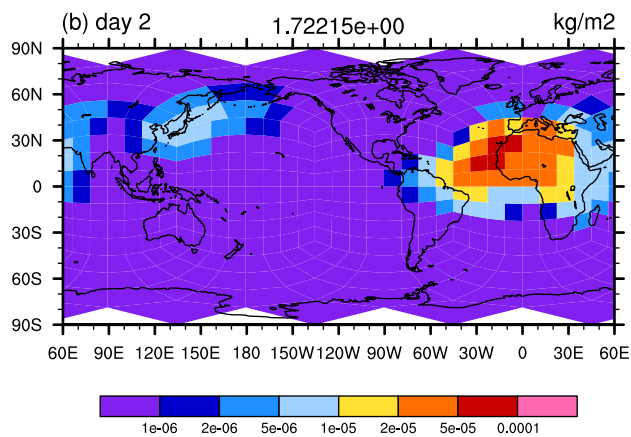 (b) day 2 1.72215e+00 kg/m2
90N
60N
30N
0
30S
60S
90S
60E 90E 120E 150E 180 150W 120W 90W 60W 30W 0 30E 60E
1e-06 2e-06 5e-06 1e-05 2e-05 5e-05 0.0001